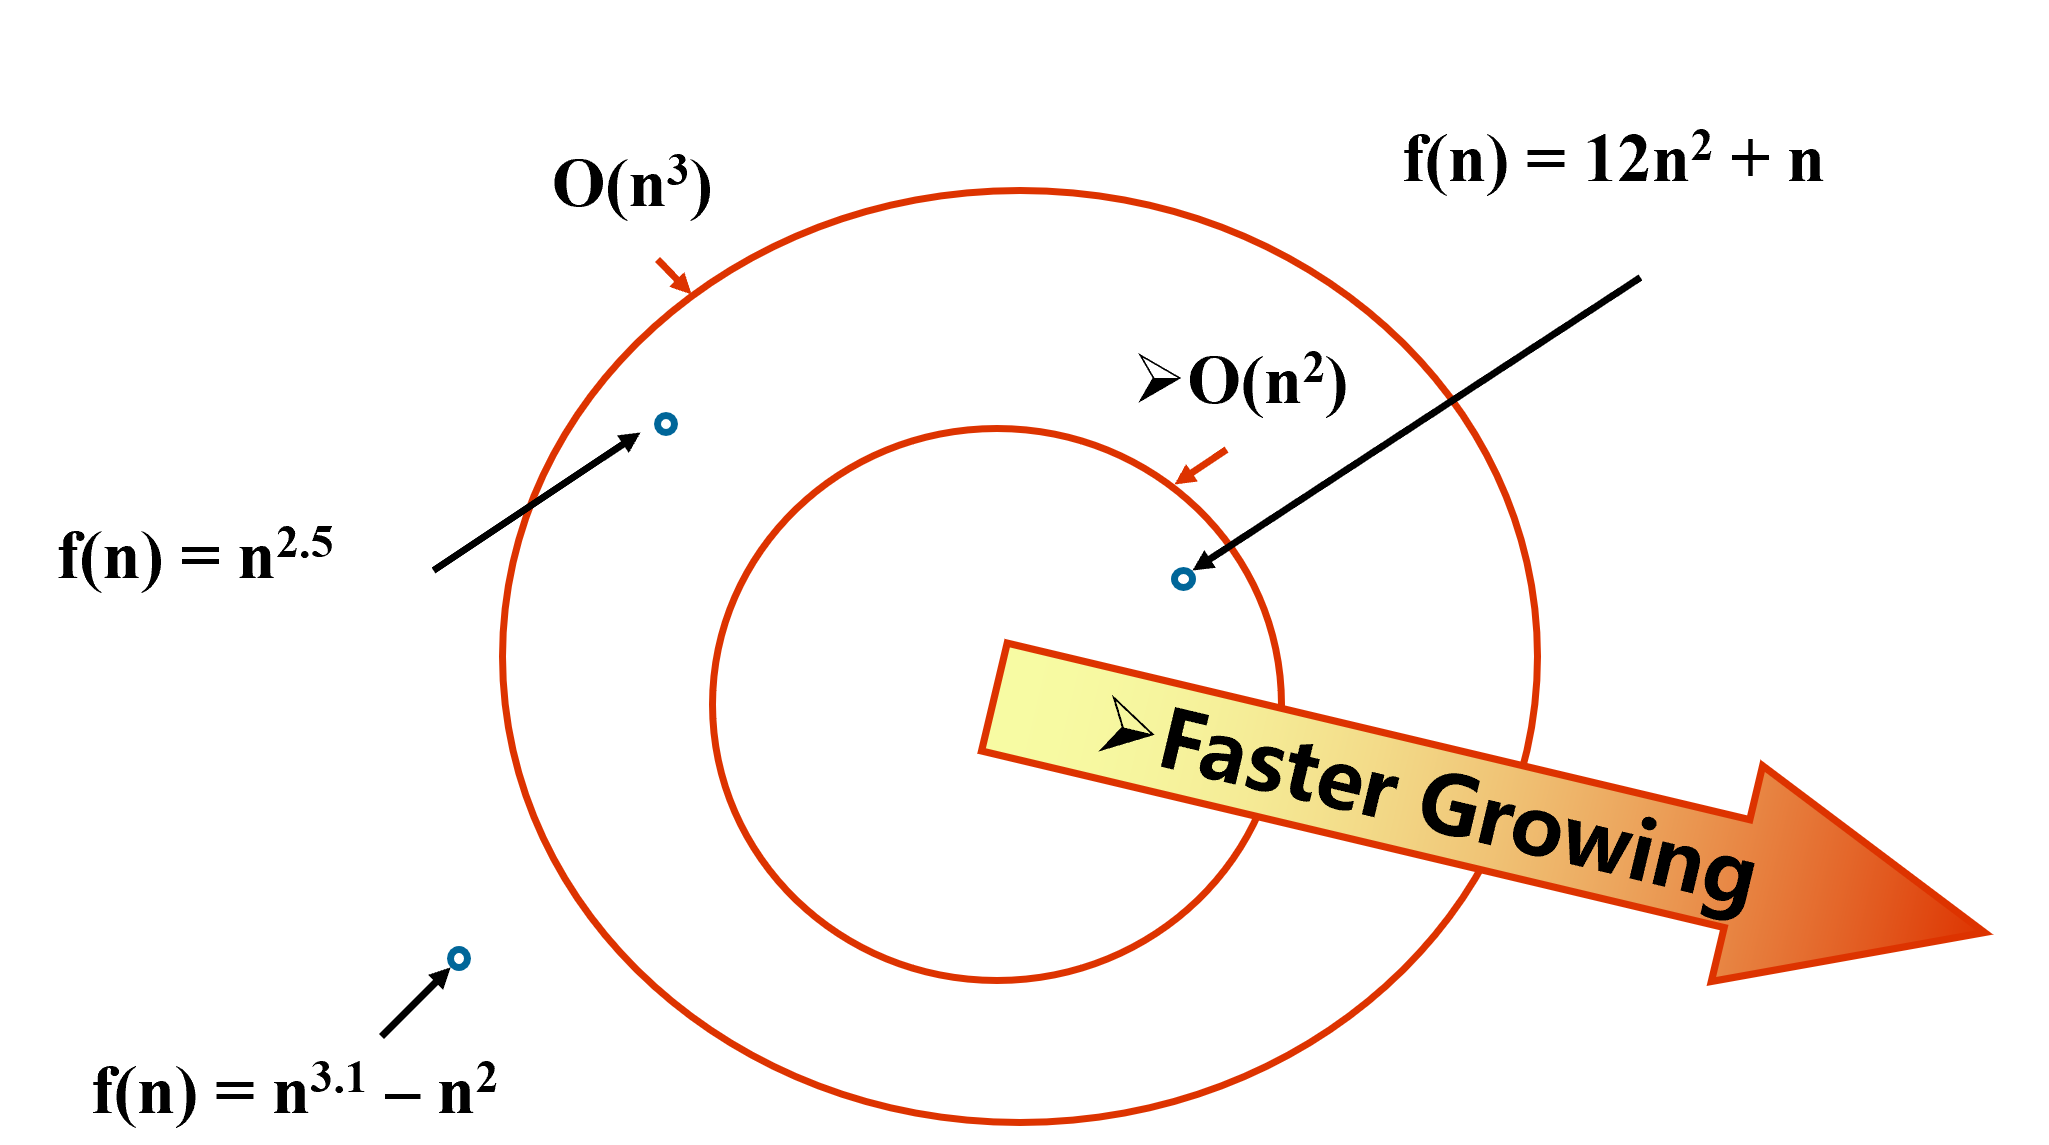 f(n) = 12n² + n
O(n³)
➢O(n²)
f(n) = n²·⁵
➢Faster Growing
f(n) = n³·¹ – n²